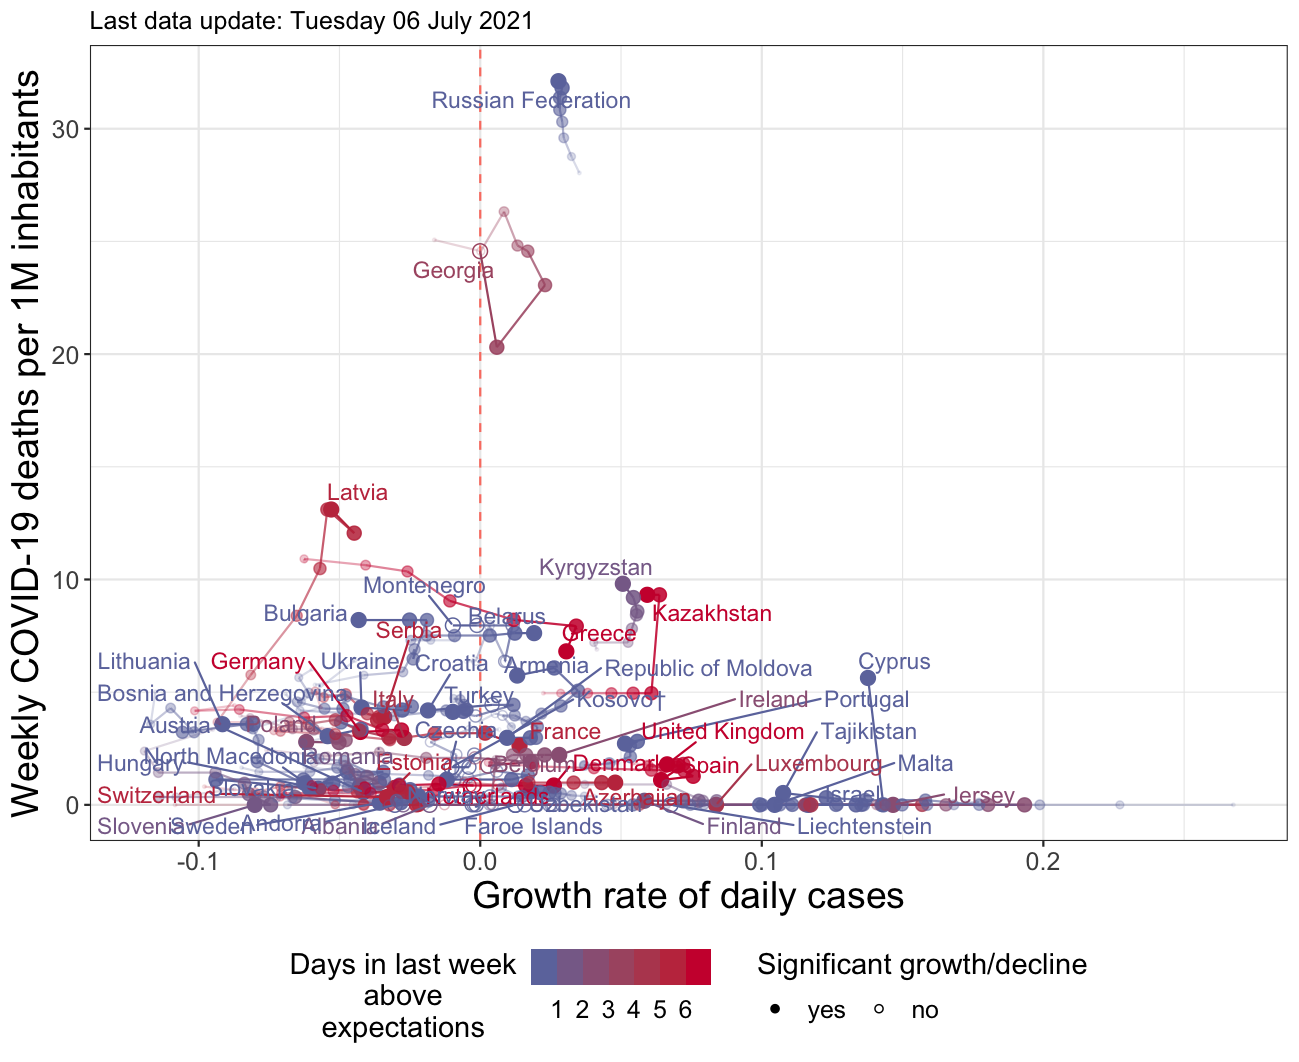 Last data update: Tuesday 06 July 2021
Weekly COVID-19 deaths per 1M inhabitants
30
20
10
0
Russian Federation
Georgia
Latvia
Kyrgyzstan
Montenegro
Bulgaria
Belarus
Kazakhstan
Serbia
Greece
Lithuania
Germany
Ukraine
Croatia
Armenia
Republic of Moldova
Cyprus
Bosnia and Herzegovina
Italy
Turkey
Kosovo†
Ireland
Portugal
Austria
Poland
Czechia
France
United Kingdom
Tajikistan
North Macedonia
Hungary
Romania
Estonia
Belgium
Denmark
Spain
Luxembourg
Malta
Slovakia
Switzerland
Netherlands
Azerbaijan
Uzbekistan
Israel
Jersey
Slovenia
Sweden
Andorra
Albania
Iceland
Faroe Islands
Finland
Liechtenstein
-0.1
0.0
0.1
0.2
Growth rate of daily cases
Days in last week
above
expectations
1 2 3 4 5 6
Significant growth/decline
yes
no